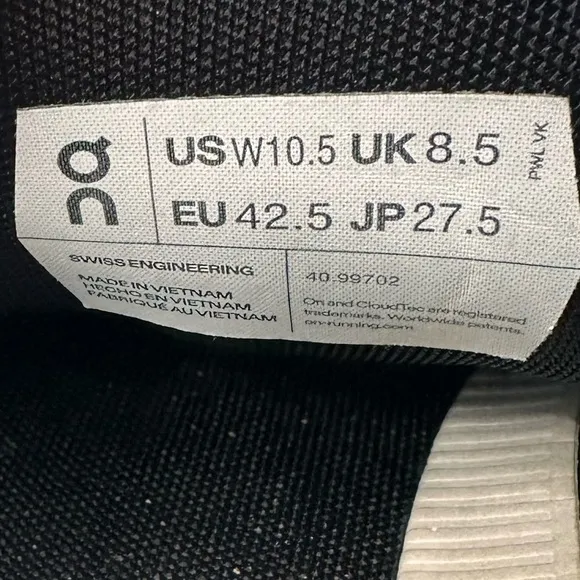 On
US W10.5 UK 8.5
EU 42.5 JP 27.5
PWL VK
SWISS ENGINEERING
MADE IN VIETNAM
HECHO EN VIETNAM
FABRIQUÉ AU VIETNAM
40.99702
On and CloudTec are registered
trademarks. Worldwide patents.
on-running.com